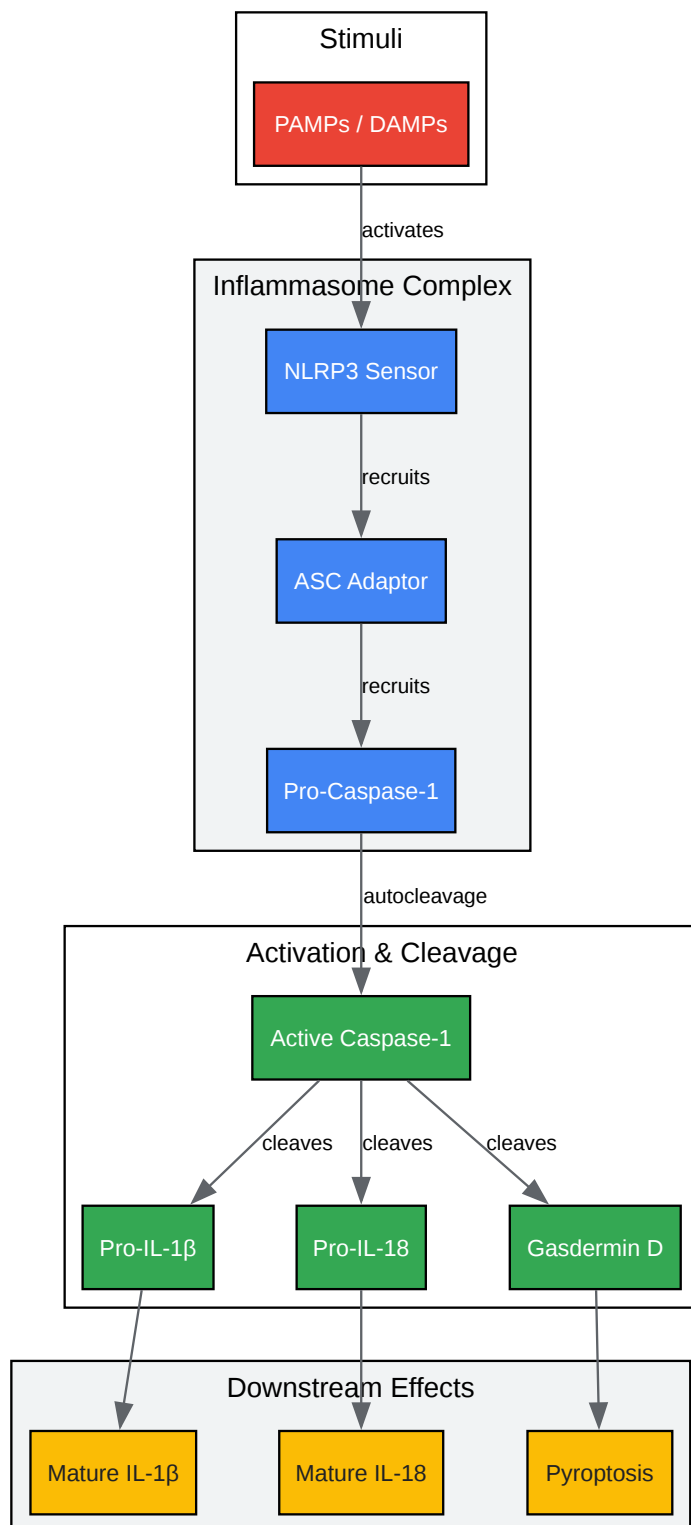 Stimuli
PAMPs / DAMPs
activates
Inflammasome Complex
NLRP3 Sensor
recruits
ASC Adaptor
recruits
Pro-Caspase-1
autocleavage
Activation & Cleavage
Active Caspase-1
cleaves
cleaves
cleaves
Pro-IL-1β
Pro-IL-18
Gasdermin D
Downstream Effects
Mature IL-1β
Mature IL-18
Pyroptosis